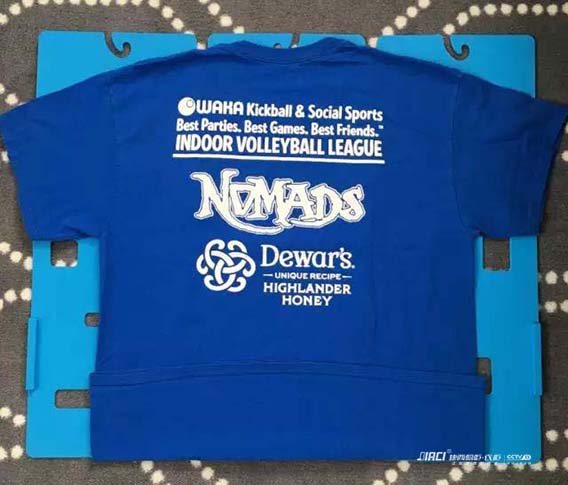 WAKA Kickball & Social Sports
Best Parties. Best Games. Best Friends.™
INDOOR VOLLEYBALL LEAGUE
NOMADS
Dewar's.
UNIQUE RECIPE
HIGHLANDER
HONEY
JIACI